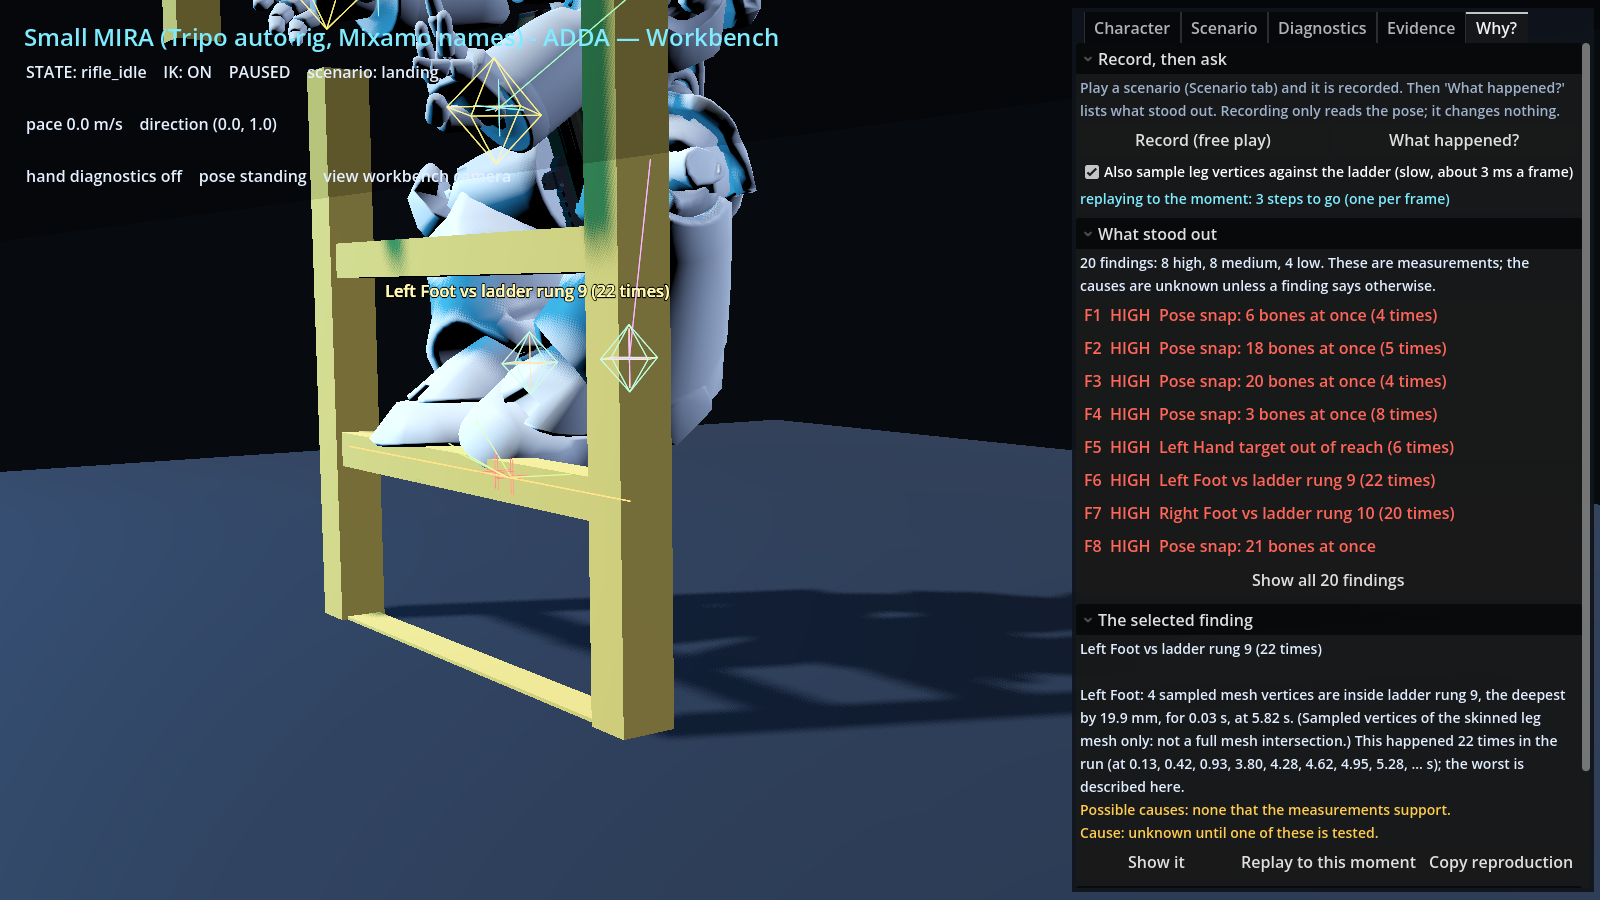 Small MIRA (Tripo auto-rig, Mixamo names) - ADDA — Workbench
STATE: rifle_idle IK: ON PAUSED scenario: landing
pace 0.0 m/s direction (0.0, 1.0)
hand diagnostics off pose standing view workbench camera
Left Foot vs ladder rung 9 (22 times)
Character Scenario Diagnostics Evidence Why?
Record, then ask
Play a scenario (Scenario tab) and it is recorded. Then 'What happened?'
lists what stood out. Recording only reads the pose; it changes nothing.
Record (free play) What happened?
Also sample leg vertices against the ladder (slow, about 3 ms a frame)
replaying to the moment: 3 steps to go (one per frame)
What stood out
20 findings: 8 high, 8 medium, 4 low. These are measurements; the
causes are unknown unless a finding says otherwise.
F1 HIGH Pose snap: 6 bones at once (4 times)
F2 HIGH Pose snap: 18 bones at once (5 times)
F3 HIGH Pose snap: 20 bones at once (4 times)
F4 HIGH Pose snap: 3 bones at once (8 times)
F5 HIGH Left Hand target out of reach (6 times)
F6 HIGH Left Foot vs ladder rung 9 (22 times)
F7 HIGH Right Foot vs ladder rung 10 (20 times)
F8 HIGH Pose snap: 21 bones at once
Show all 20 findings
The selected finding
Left Foot vs ladder rung 9 (22 times)
Left Foot: 4 sampled mesh vertices are inside ladder rung 9, the deepest
by 19.9 mm, for 0.03 s, at 5.82 s. (Sampled vertices of the skinned leg
mesh only: not a full mesh intersection.) This happened 22 times in the
run (at 0.13, 0.42, 0.93, 3.80, 4.28, 4.62, 4.95, 5.28, ... s); the worst is
described here.
Possible causes: none that the measurements support.
Cause: unknown until one of these is tested.
Show it Replay to this moment Copy reproduction